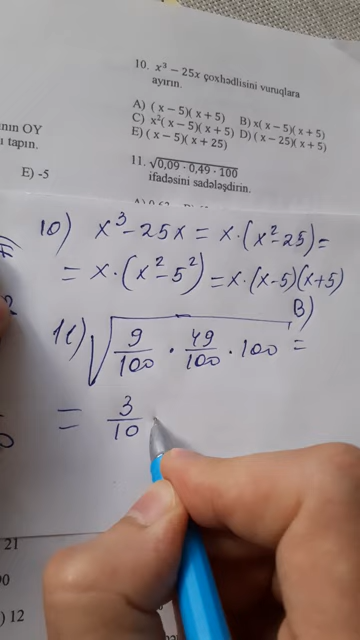 10. x³ − 25x çoxhədlisini vuruqlara
ayırın.
A) (x − 5)(x + 5) B) x(x − 5)(x + 5)
C) x²(x − 5)(x + 5) D) (x − 25)(x + 5)
E) (x − 5)(x + 25)
11. √0,09 · 0,49 · 100
ifadəsini sadələşdirin.
OY
tapın.
E) -5
10) x³ − 25x = x·(x² − 25) =
= x·(x² − 5²) = x·(x−5)(x+5)
B)
11) √9/100 · 49/100 · 100 =
= 3/10
21
) 12